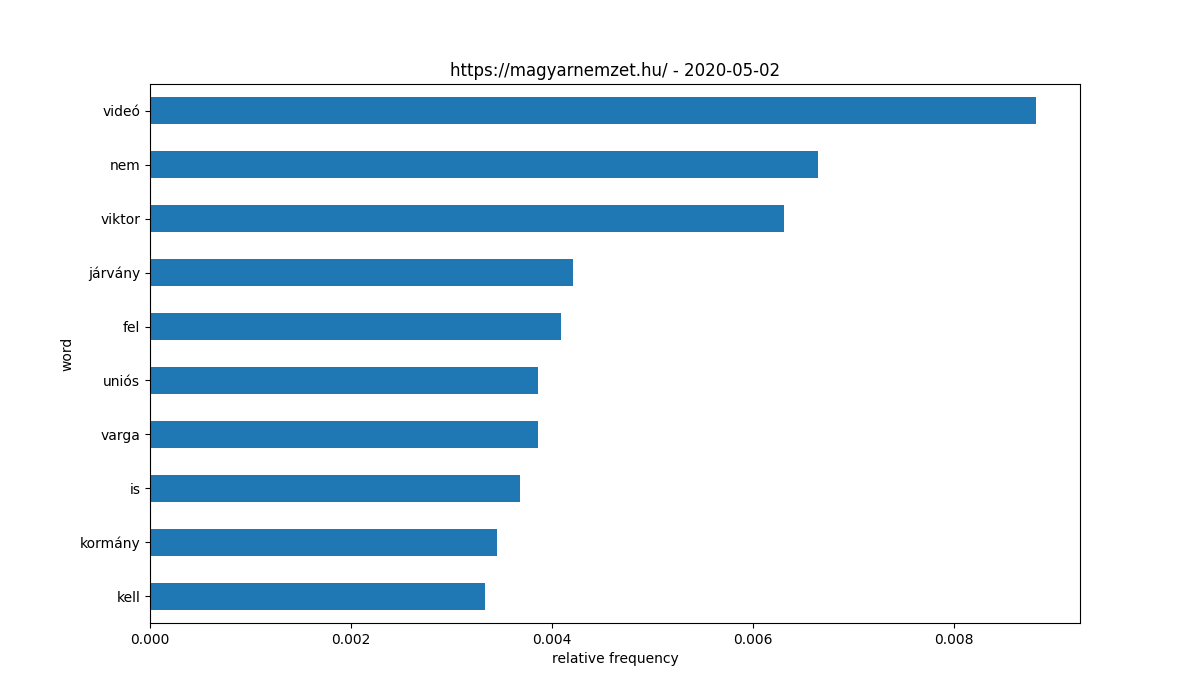 https://magyarnemzet.hu/ - 2020-05-02
videó
nem
viktor
járvány
fel
uniós
varga
is
kormány
kell
word
0.000 0.002 0.004 0.006 0.008
relative frequency